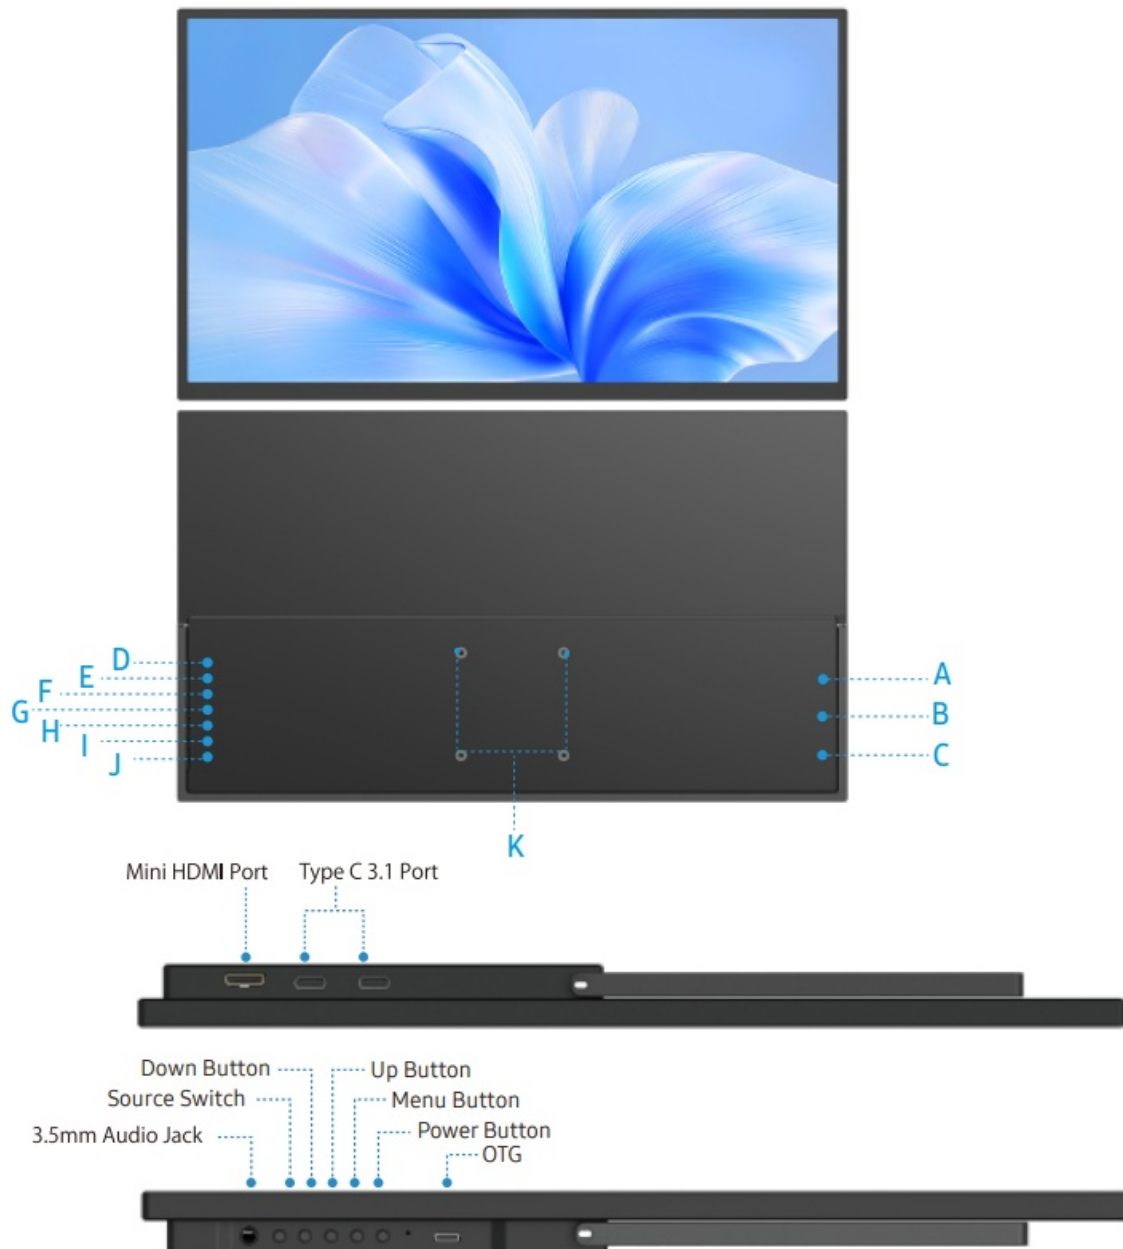 D
E
F
G
H
I
J
A
B
C
K
Mini HDMI Port
Type C 3.1 Port
Down Button
Up Button
Source Switch
Menu Button
3.5mm Audio Jack
Power Button
OTG